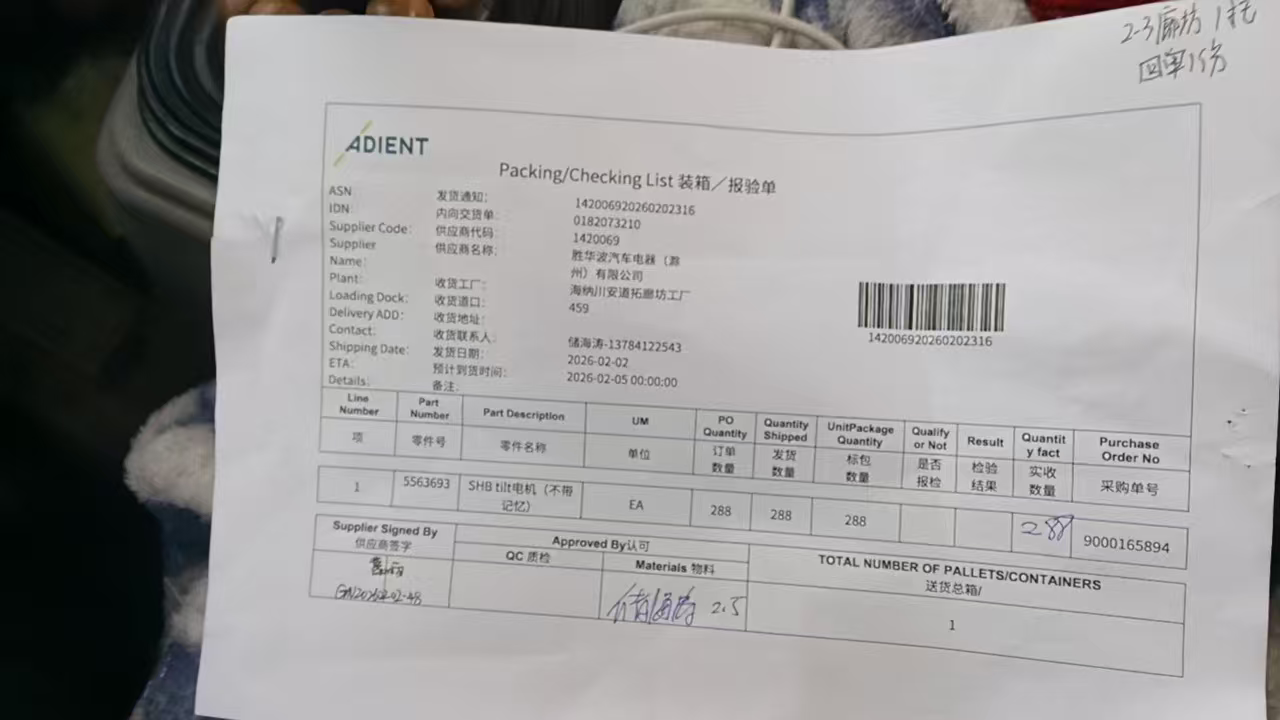 2-3廊坊 1托
回单1份
ADIENT
Packing/Checking List 装箱/报验单
ASN 发货通知: 142006920260202316
IDN: 内向交货单: 0182073210
Supplier Code: 供应商代码: 1420069
Supplier Name: 供应商名称: 胜华波汽车电器（滁
州）有限公司
Plant: 收货工厂: 海纳川安道拓廊坊工厂
Loading Dock: 收货道口: 459
Delivery ADD: 收货地址:
Contact: 收货联系人: 储海涛-13784122543
Shipping Date: 发货日期: 2026-02-02
ETA: 预计到货时间: 2026-02-05 00:00:00
Details: 备注:
142006920260202316
Line Number Part Number Part Description UM PO Quantity Quantity Shipped UnitPackage Quantity Qualify or Not Result Quantit y fact Purchase Order No
项 零件号 零件名称 单位 订单数量 发货数量 标包数量 是否报检 检验结果 实收数量 采购单号
1 5563693 SHB tilt电机（不带记忆） EA 288 288 288 288 9000165894
Supplier Signed By
供应商签字
Approved By认可
QC 质检 Materials 物料
TOTAL NUMBER OF PALLETS/CONTAINERS
送货总箱/
储海涛 2.5
1